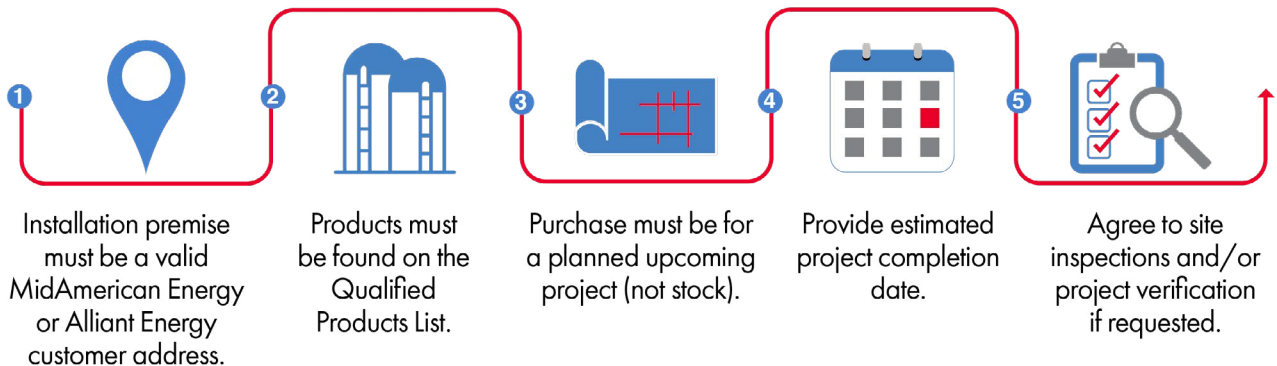 1
Installation premise
must be a valid
MidAmerican Energy
or Alliant Energy
customer address.
2
Products must
be found on the
Qualified
Products List.
3
Purchase must be for
a planned upcoming
project (not stock).
4
Provide estimated
project completion
date.
5
Agree to site
inspections and/or
project verification
if requested.